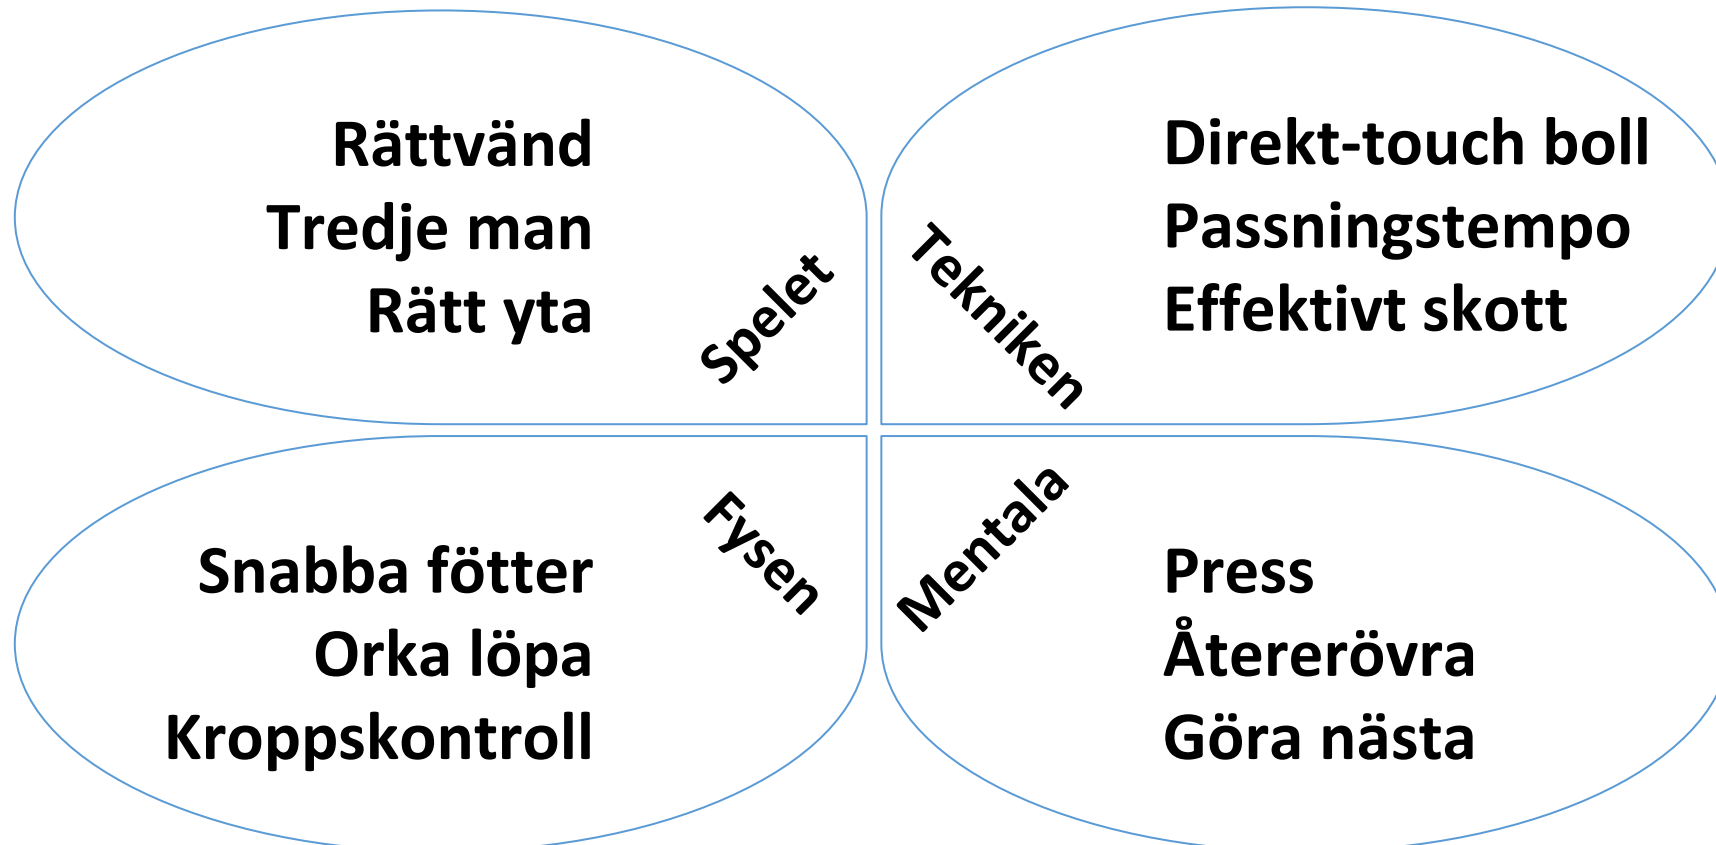 Rättvänd
Tredje man
Rätt yta
Spelet
Direkt-touch boll
Passningstempo
Effektivt skott
Tekniken
Snabba fötter
Orka löpa
Kroppskontroll
Fysen
Press
Återerövra
Göra nästa
Mentala